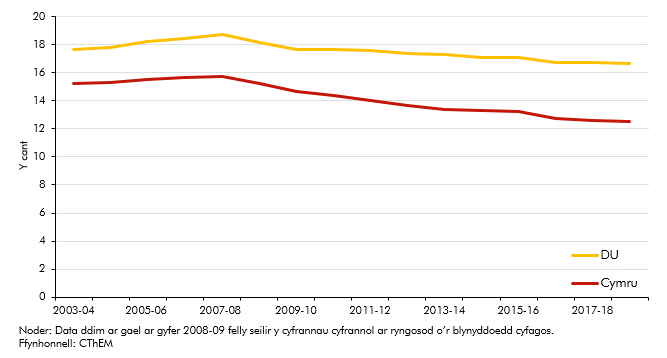 20
18
16
14
12
10
8
6
4
2
0
Y cant
DU
Cymru
2003-04 2005-06 2007-08 2009-10 2011-12 2013-14 2015-16 2017-18
Noder: Data ddim ar gael ar gyfer 2008-09 felly seilir y cyfrannau cyfrannol ar ryngosod o'r blynyddoedd cyfagos.
Ffynhonnell: CThEM